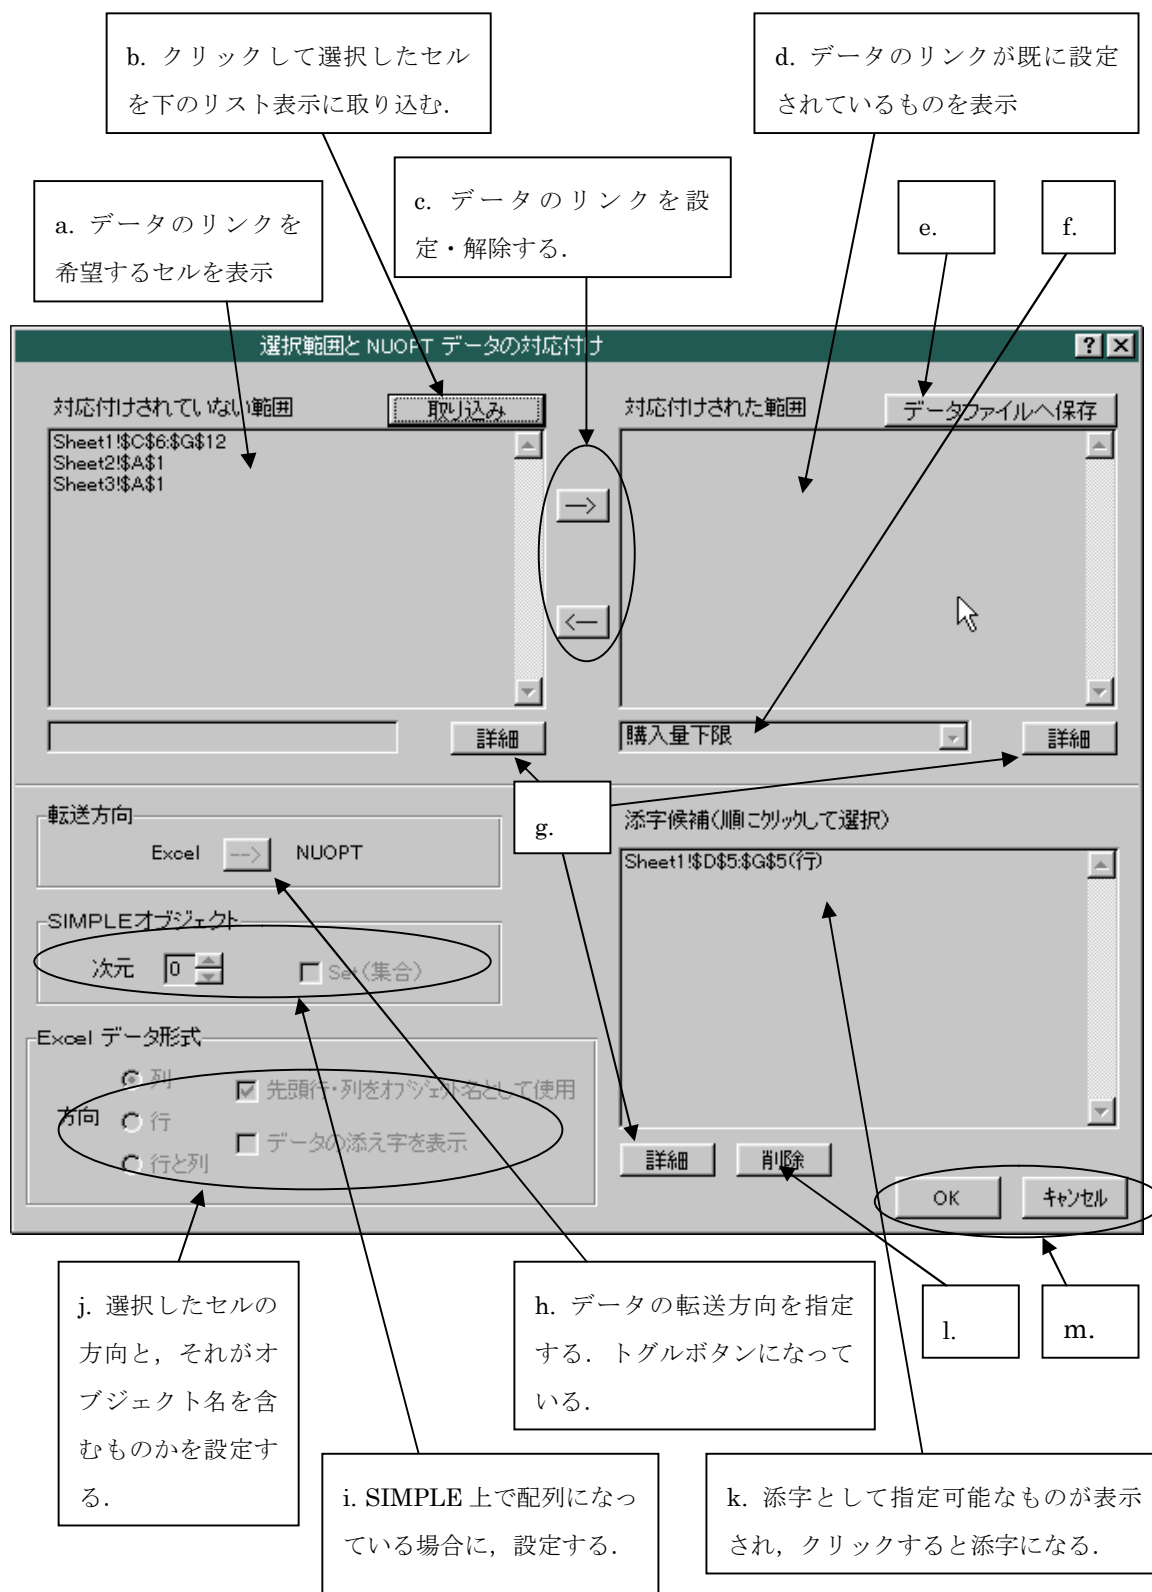 b. クリックして選択したセル
を下のリスト表示に取り込む.
d. データのリンクが既に設定
されているものを表示
a. データのリンクを
希望するセルを表示
c. データのリンクを設
定・解除する.
e.
f.
選択範囲と NUOPT データの対応付け
対応付けされていない範囲
取り込み
対応付けされた範囲
データファイルへ保存
Sheet1!$C$6:$G$12
Sheet2!$A$1
Sheet3!$A$1
-->
<--
詳細
購入量下限
詳細
g.
転送方向
Excel --> NUOPT
添字候補(順にクリックして選択)
Sheet1!$D$5:$G$5(行)
SIMPLEオブジェクト
次元 0 Set(集合)
Excel データ形式
方向
列
行
行と列
先頭行・列をオブジェクト名として使用
データの添え字を表示
詳細
削除
OK
キャンセル
j. 選択したセルの
方向と，それがオ
ブジェクト名を含
むものかを設定す
る.
h. データの転送方向を指定
する. トグルボタンになって
いる.
l.
m.
i. SIMPLE 上で配列になっ
ている場合に，設定する.
k. 添字として指定可能なものが表示
され，クリックすると添字になる.